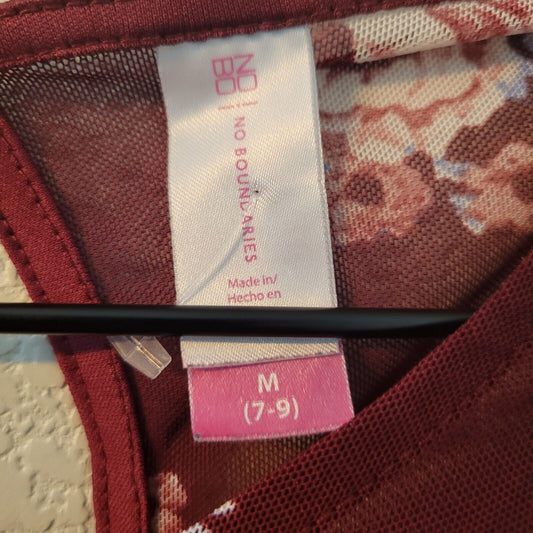 NO
BO
NO BOUNDARIES
Made in/
Hecho en
M
(7-9)